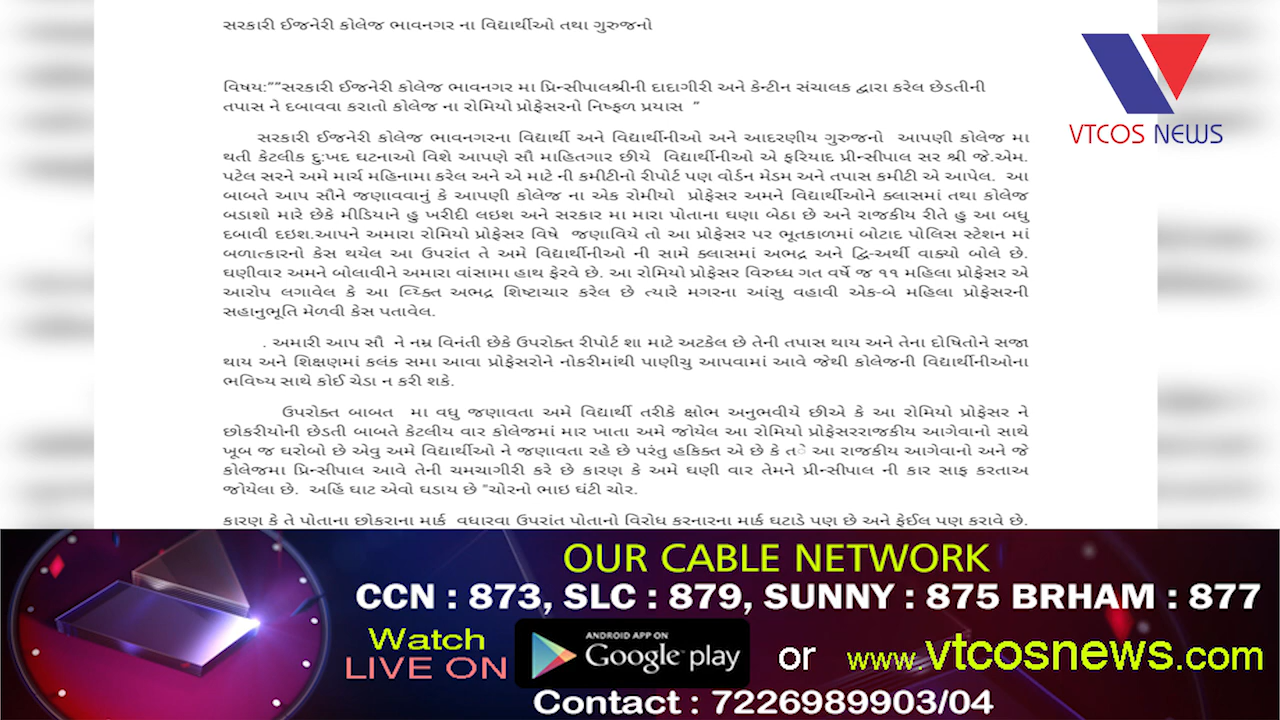 સરકારી ઈજનેરી કોલેજ ભાવનગર ના વિદ્યાર્થીઓ તથા ગુરુજનો
વિષય:””સરકારી ઈજનેરી કોલેજ ભાવનગર મા પ્રિન્સીપાલશ્રીની દાદાગીરી અને કેન્ટીન સંચાલક દ્વારા કરેલ છેડતીની
તપાસ ને દબાવવા કરાતો કોલેજ ના રોમિયો પ્રોફેસરનો નિષ્ફળ પ્રયાસ ”
સરકારી ઈજનેરી કોલેજ ભાવનગરના વિદ્યાર્થી અને વિદ્યાર્થીનીઓ અને આદરણીય ગુરુજનો આપણી કોલેજ મા
થતી કેટલીક દુ:ખદ ઘટનાઓ વિશે આપણે સૌ માહિતગાર છીયે વિદ્યાર્થીનીઓ એ ફરિયાદ પ્રીન્સીપાલ સર શ્રી જે.એમ.
પટેલ સરને અમે માર્ચ મહિનામા કરેલ અને એ માટે ની કમીટીનો રીપોર્ટ પણ વોર્ડન મેડમ અને તપાસ કમીટી એ આપેલ. આ
બાબતે આપ સૌને જણાવવાનું કે આપણી કોલેજ ના એક રોમીયો પ્રોફેસર અમને વિદ્યાર્થીઓને ક્લાસમાં તથા કોલેજ
બડાશો મારે છેકે મીડિયાને હુ ખરીદી લઇશ અને સરકાર મા મારા પોતાના ઘણા બેઠા છે અને રાજકીય રીતે હુ આ બધુ
દબાવી દઇશ.આપને અમારા રોમિયો પ્રોફેસર વિષે જણાવિયે તો આ પ્રોફેસર પર ભૂતકાળમાં બોટાદ પોલિસ સ્ટેશન માં
બળાત્કારનો કેસ થયેલ આ ઉપરાંત તે અમે વિદ્યાર્થીનીઓ ની સામે ક્લાસમાં અભદ્ર અને દ્વિ-અર્થી વાક્યો બોલે છે.
ઘણીવાર અમને બોલાવીને અમારા વાંસામા હાથ ફેરવે છે. આ રોમિયો પ્રોફેસર વિરુધ્ધ ગત વર્ષે જ ૧૧ મહિલા પ્રોફેસર એ
આરોપ લગાવેલ કે આ વ્ય્ક્તિ અભદ્ર શિષ્ટાચાર કરેલ છે ત્યારે મગરના આંસુ વહાવી એક-બે મહિલા પ્રોફેસરની
સહાનુભૂતિ મેળવી કેસ પતાવેલ.
. અમારી આપ સૌ ને નમ્ર વિનંતી છેકે ઉપરોક્ત રીપોર્ટ શા માટે અટકેલ છે તેની તપાસ થાય અને તેના દોષિતોને સજા
થાય અને શિક્ષણમાં કલંક સમા આવા પ્રોફેસરોને નોકરીમાંથી પાણીચુ આપવામાં આવે જેથી કોલેજની વિદ્યાર્થીનીઓના
ભવિષ્ય સાથે કોઈ ચેડા ન કરી શકે.
ઉપરોક્ત બાબત મા વધુ જણાવતા અમે વિદ્યાર્થી તરીકે ક્ષોભ અનુભવીયે છીએ કે આ રોમિયો પ્રોફેસર ને
છોકરીયોની છેડતી બાબતે કેટલીય વાર કોલેજમાં માર ખાતા અમે જોયેલ આ રોમિયો પ્રોફેસરરાજકીય આગેવાનો સાથે
ખૂબ જ ઘરોબો છે એવુ અમે વિદ્યાર્થીઓ ને જણાવતા રહે છે પરંતુ હકિક્ત એ છે કે ત ે આ રાજકીય આગેવાનો અને જે
કોલેજમા પ્રિન્સીપાલ આવે તેની ચમચાગીરી કરે છે કારણ કે અમે ઘણી વાર તેમને પ્રીન્સીપાલ ની કાર સાફ કરતાઅ
જોયેલા છે. અહિં ઘાટ એવો ઘડાય છે “ચોરનો ભાઇ ઘંટી ચોર.
કારણ કે તે પોતાના છોકરાના માર્ક વધારવા ઉપરાંત પોતાનો વિરોધ કરનારના માર્ક ઘટાડે પણ છે અને ફેઈલ પણ કરાવે છે.
VTCOS NEWS
OUR CABLE NETWORK
CCN : 873, SLC : 879, SUNNY : 875 BRHAM : 877
Watch
LIVE ON
ANDROID APP ON
Google play
or www.vtcosnews.com
Contact : 7226989903/04